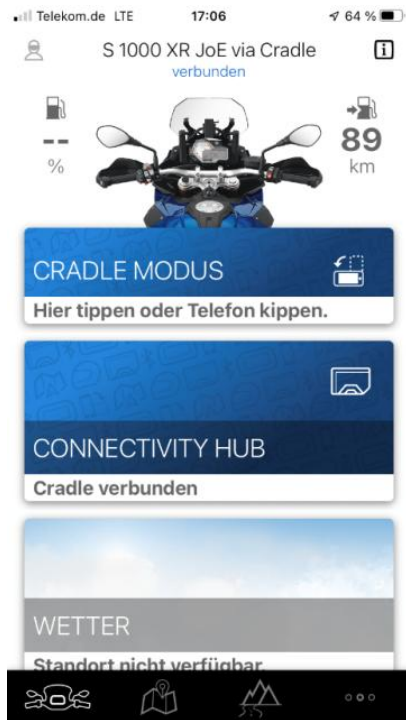 Telekom.de LTE 17:06 64 %
S 1000 XR JoE via Cradle
verbunden
-- 89
% km
CRADLE MODUS
Hier tippen oder Telefon kippen.
CONNECTIVITY HUB
Cradle verbunden
WETTER
Standort nicht verfügbar.